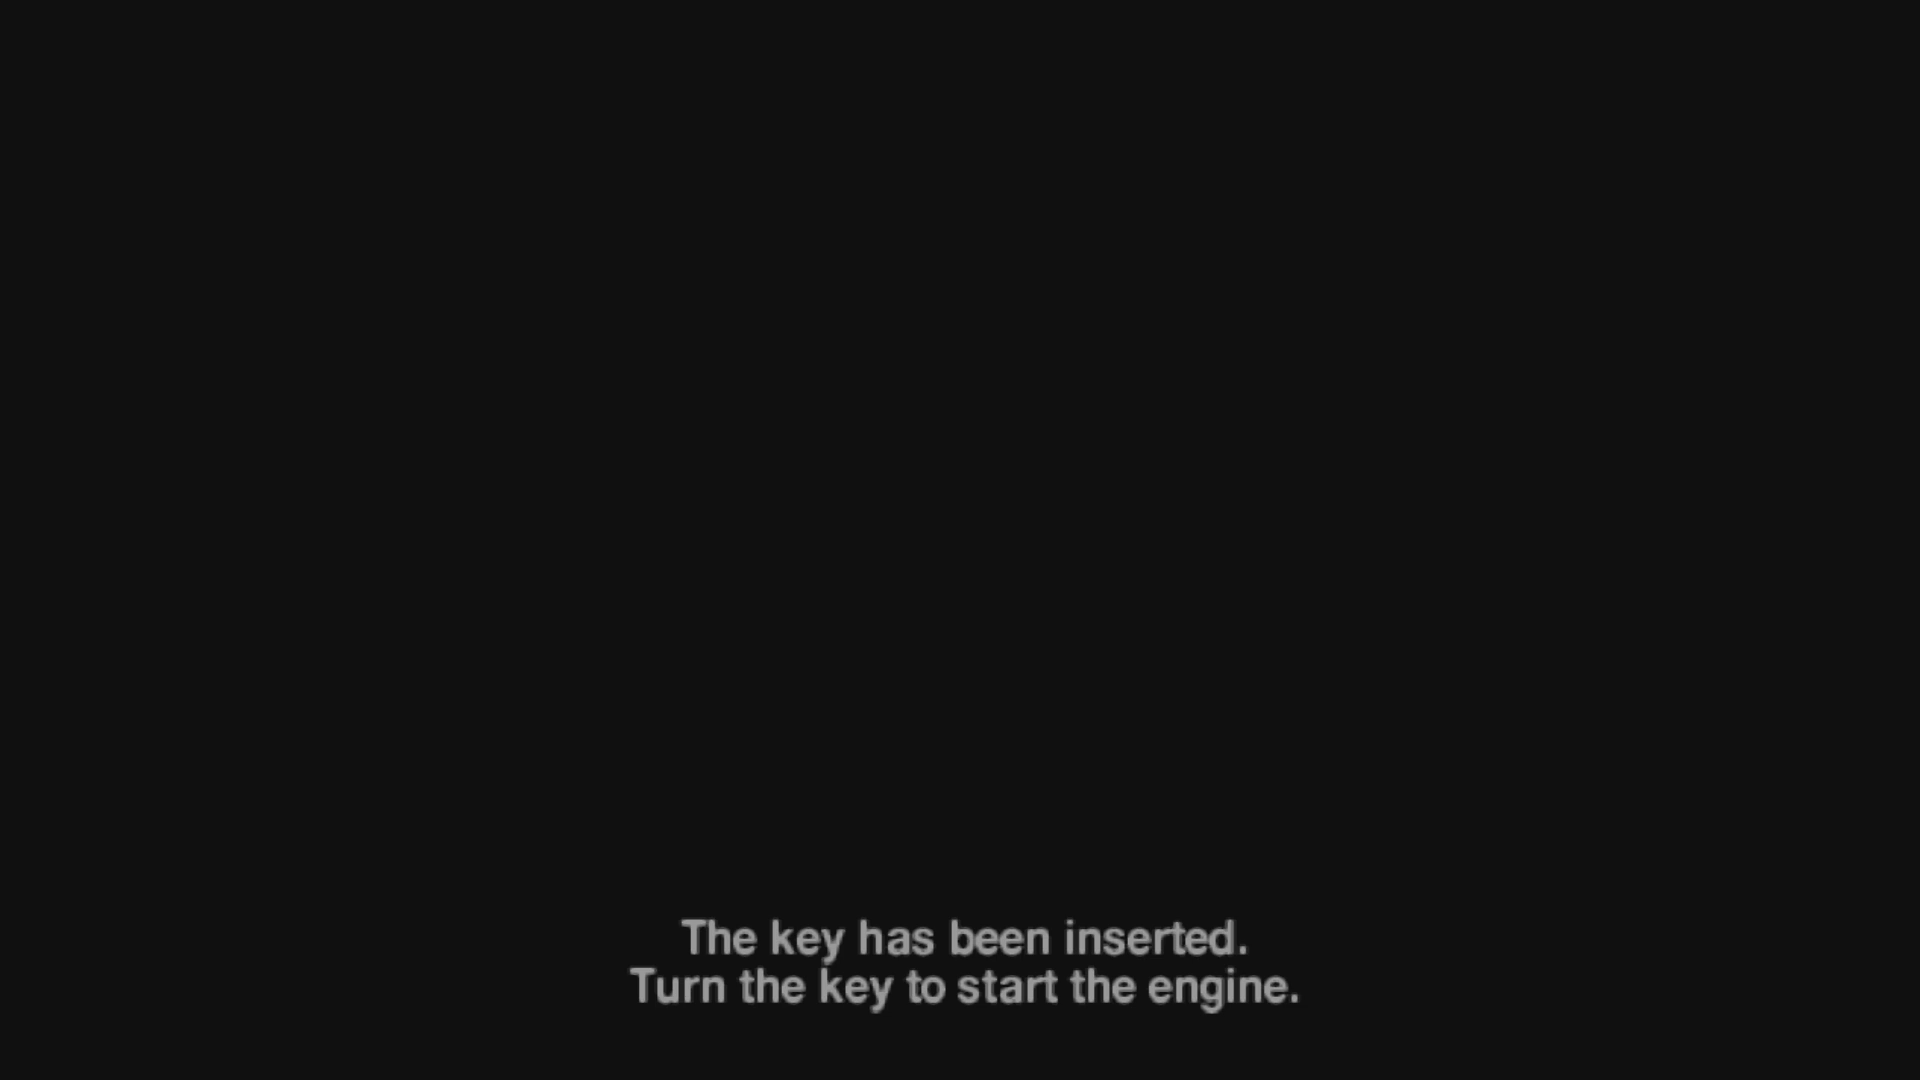 The key has been inserted.
Turn the key to start the engine.